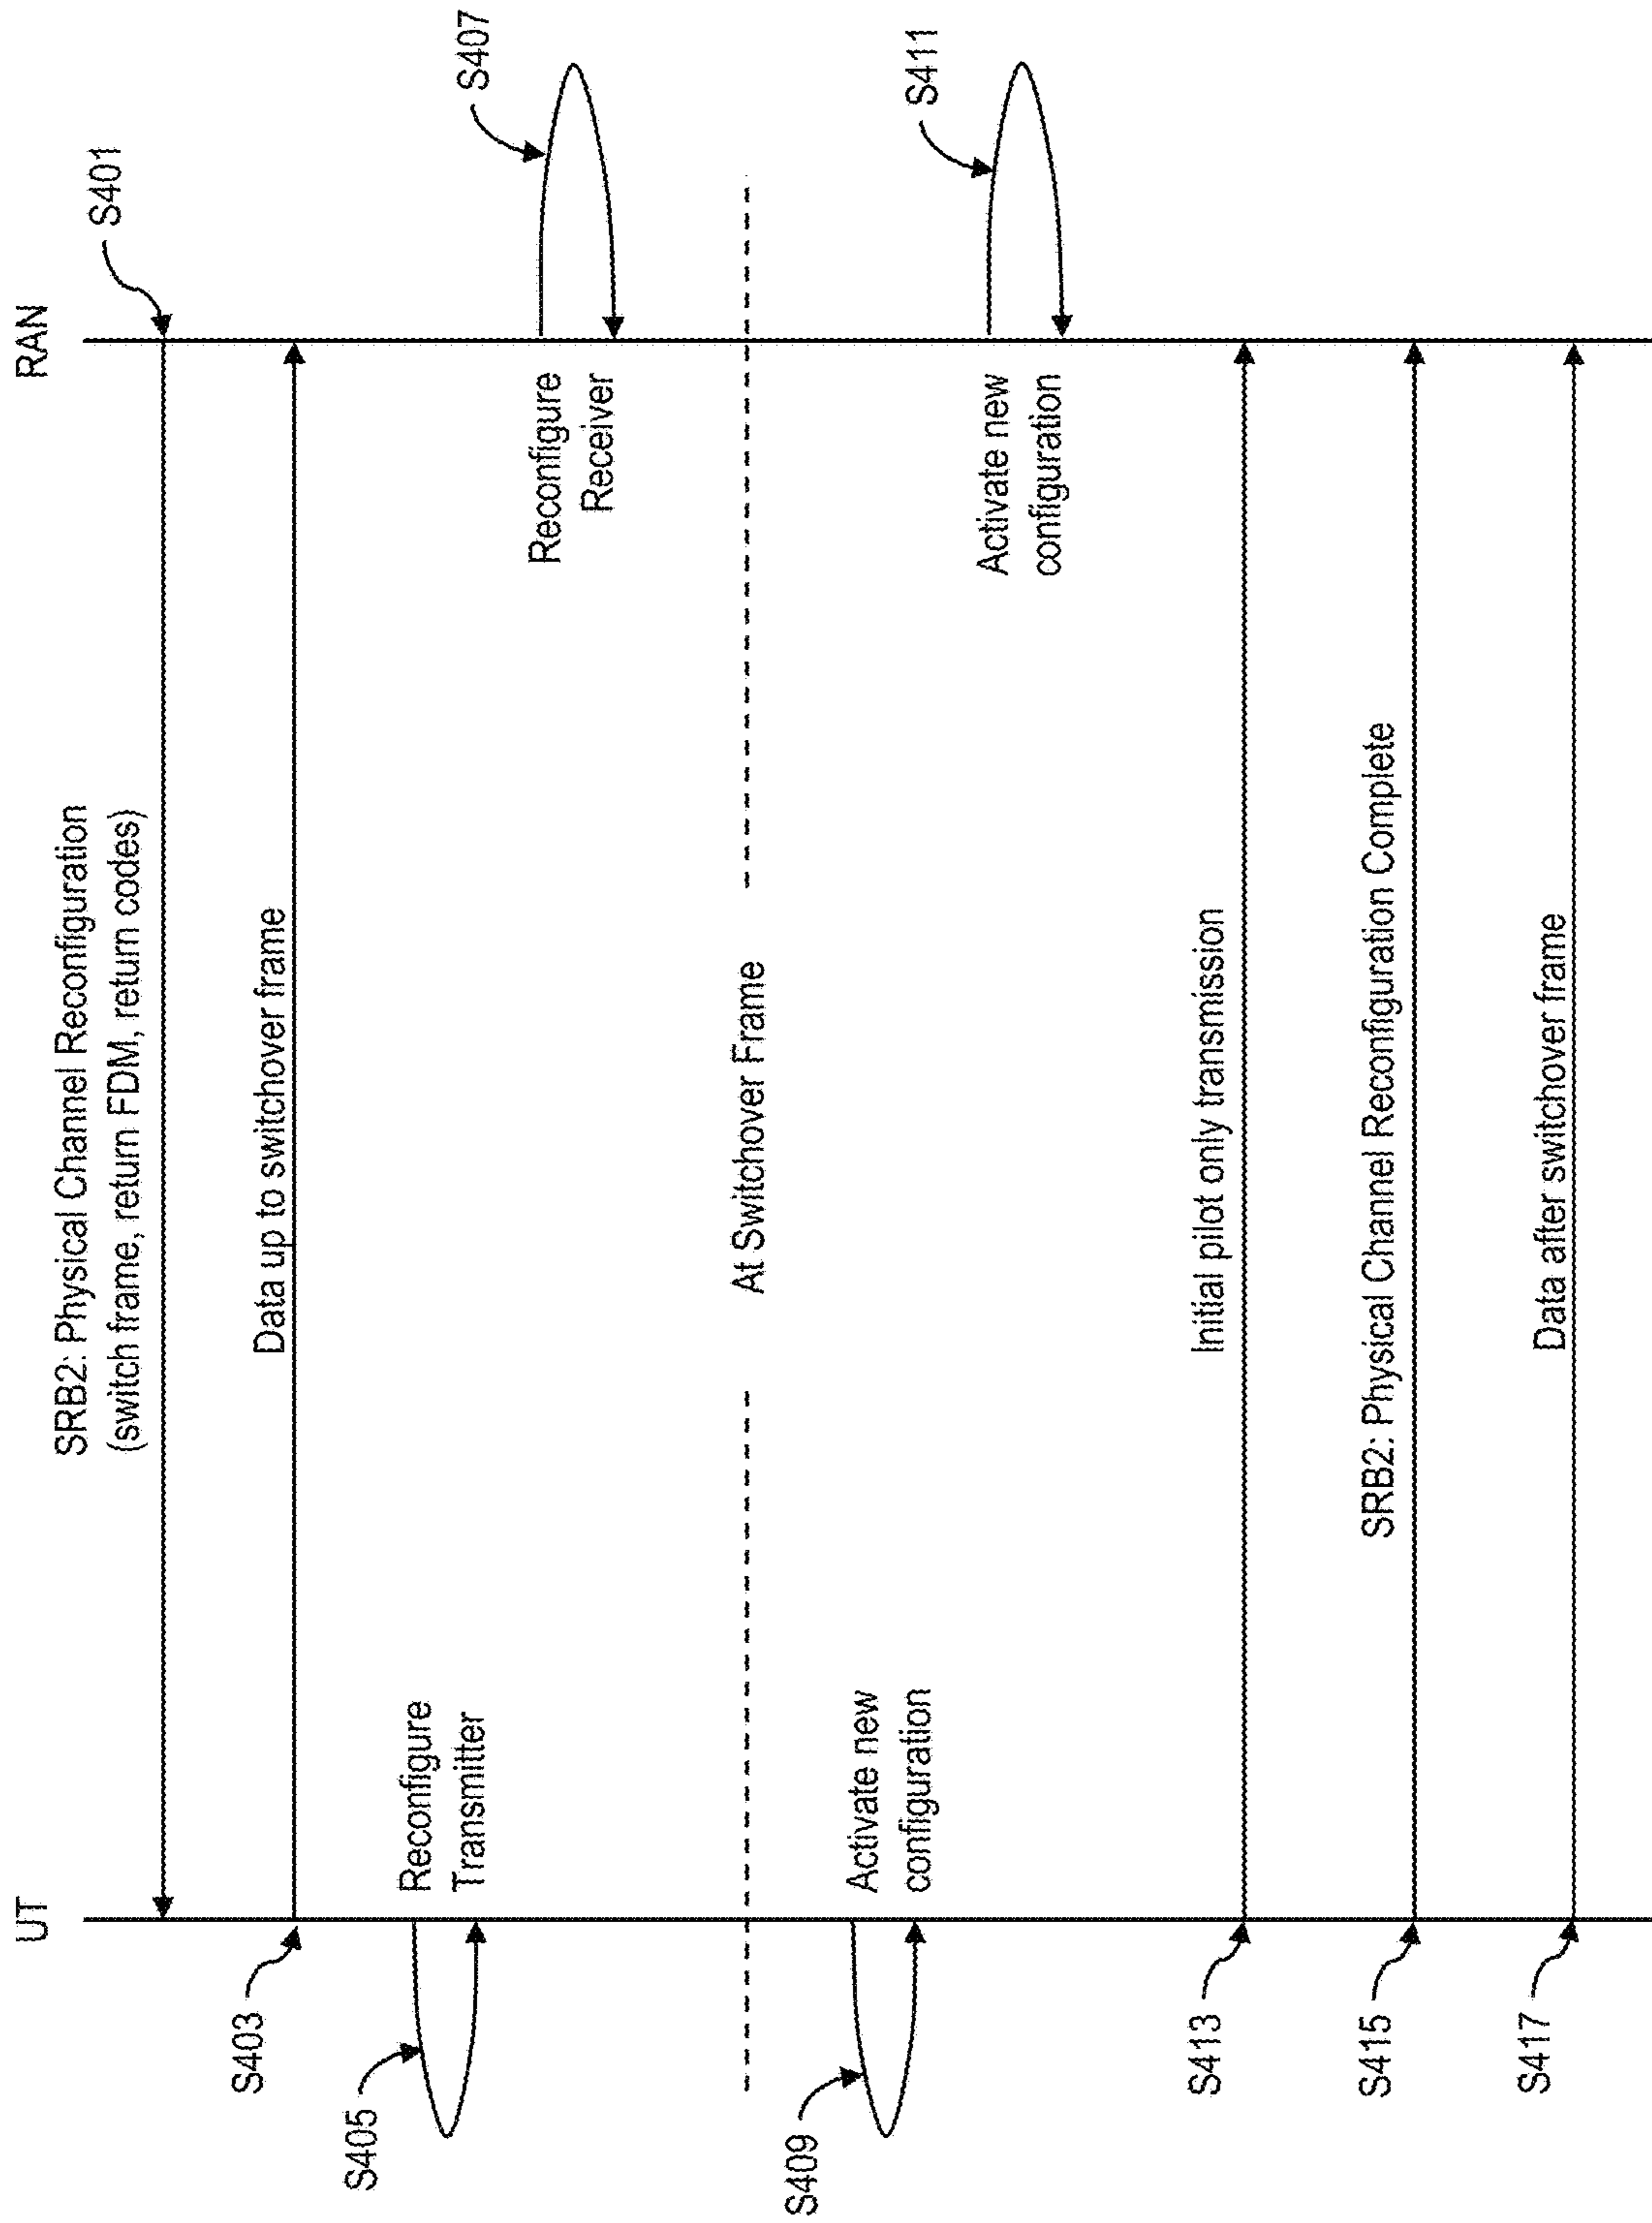 UT
RAN
SRB2: Physical Channel Reconfiguration
(switch frame, return FDM, return codes)
S401
S403
Data up to switchover frame
S405
Reconfigure
Transmitter
Reconfigure
Receiver
S407
At Switchover Frame
S409
Activate new
configuration
Activate new
configuration
S411
S413
Initial pilot only transmission
S415
SRB2: Physical Channel Reconfiguration Complete
S417
Data after switchover frame